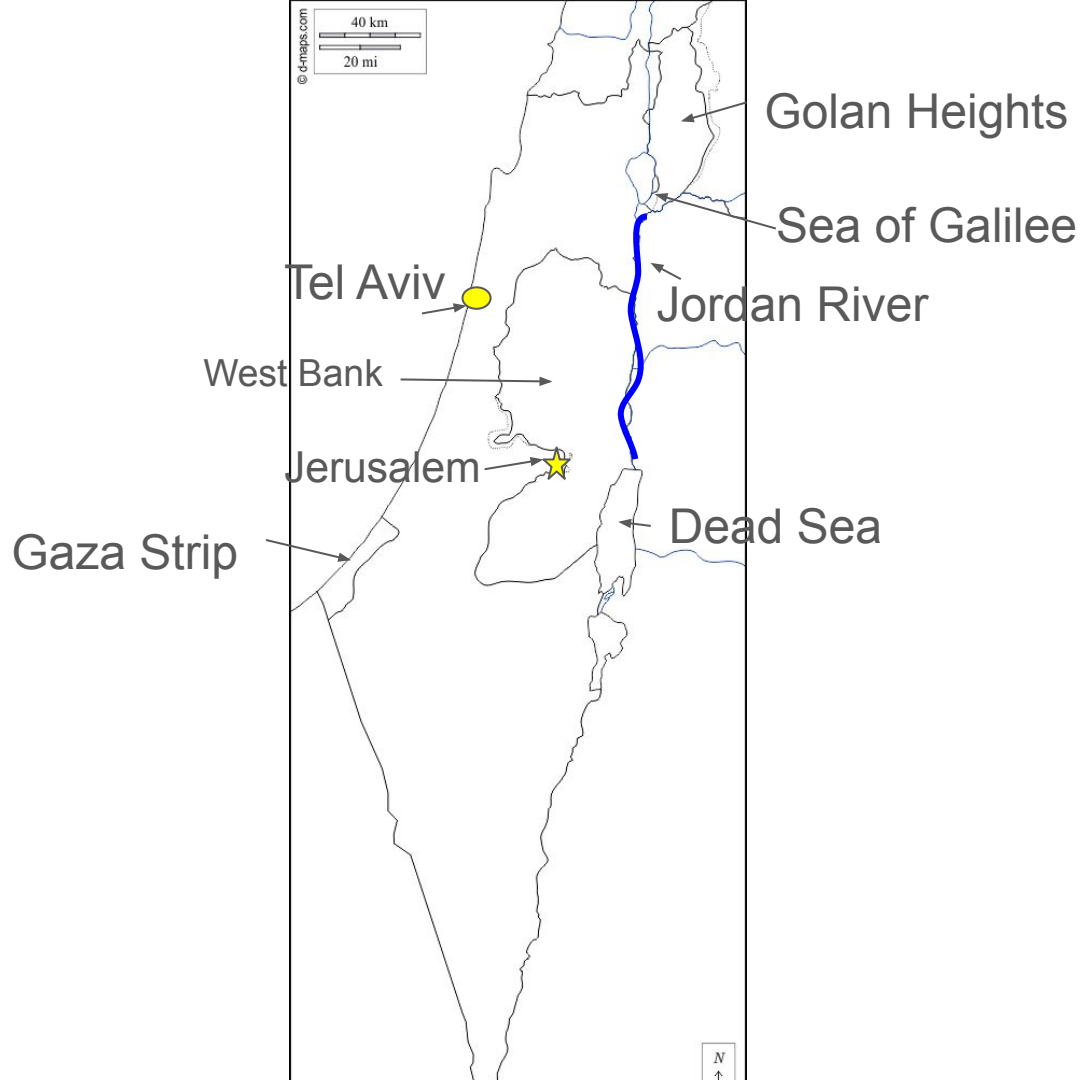 © d-maps.com
40 km
20 mi
Golan Heights
Sea of Galilee
Tel Aviv
Jordan River
West Bank
Jerusalem
Dead Sea
Gaza Strip
N